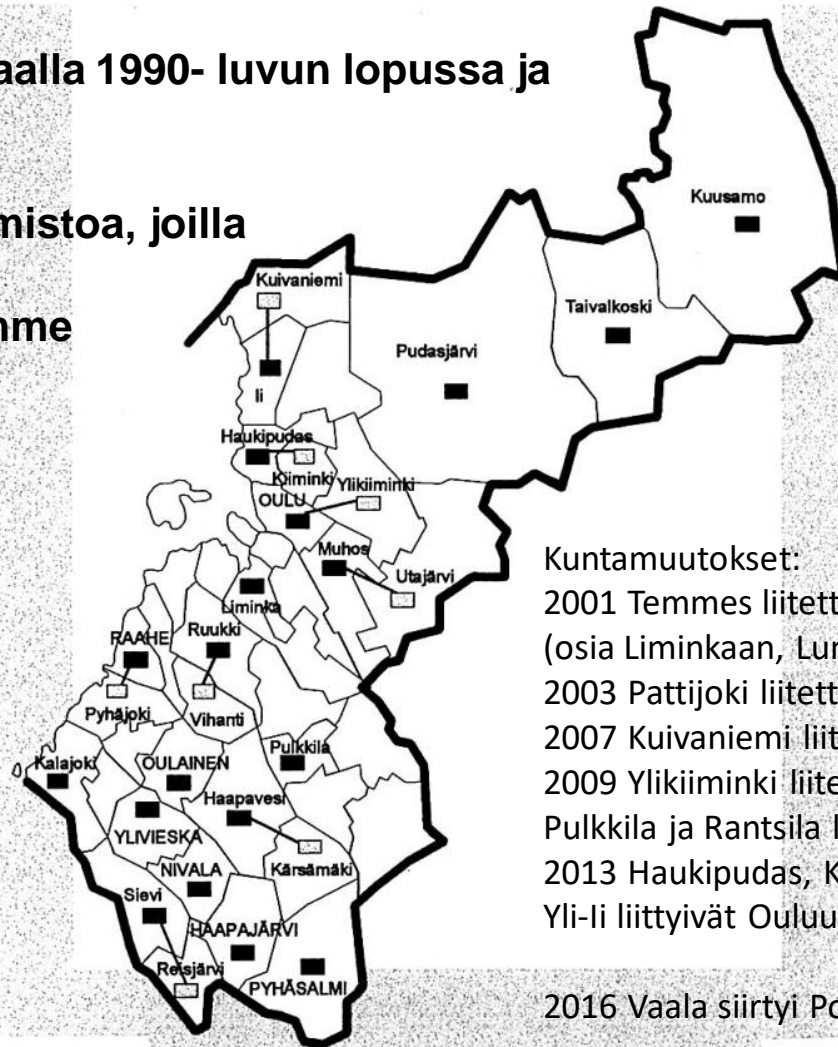 aalla 1990- luvun lopussa ja
mistoa, joilla
mme
Kuusamo
Kuivaniemi
Taivalkoski
Pudasjärvi
Ii
Haukipudas
Kiiminki
Ylikiiminki
OULU
Muhos
Utajärvi
Liminka
RAAHE
Ruukki
Pyhäjoki
Vihanti
Pulkkila
Kalajoki
OULAINEN
Haapavesi
YLIVIESKA
Kärsämäki
NIVALA
Sievi
HAAPAJÄRVI
Reisjärvi
PYHÄSALMI
Kuntamuutokset:
2001 Temmes liitett
(osia Liminkaan, Lum
2003 Pattijoki liitett
2007 Kuivaniemi liit
2009 Ylikiiminki liite
Pulkkila ja Rantsila l
2013 Haukipudas, K
Yli-Ii liittyivät Ouluu
2016 Vaala siirtyi Po